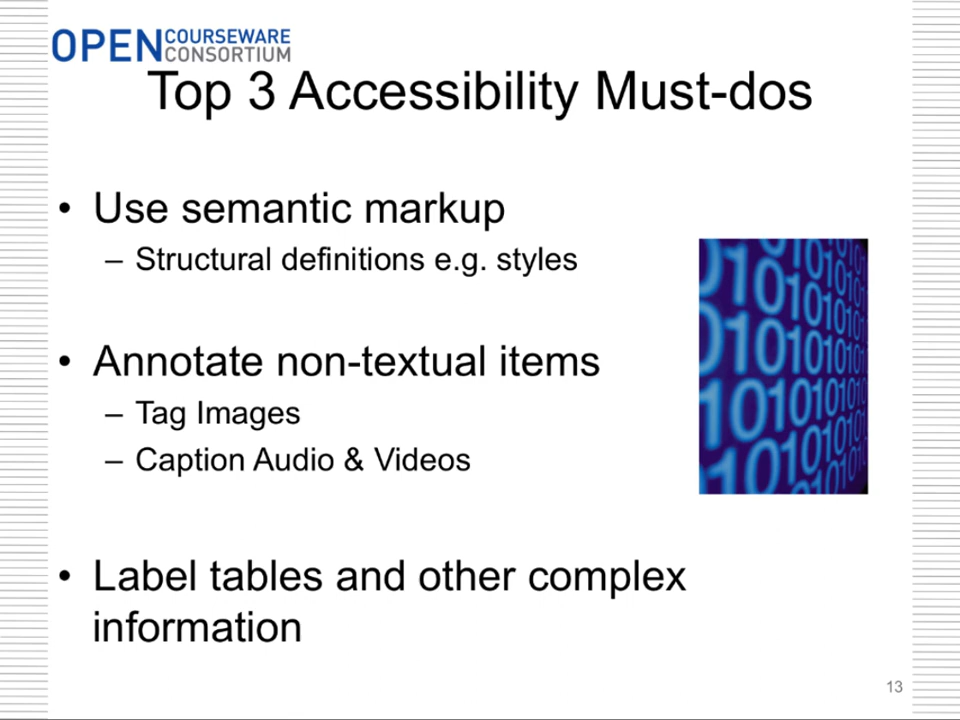 OPEN COURSEWARE CONSORTIUM
Top 3 Accessibility Must-dos
• Use semantic markup
– Structural definitions e.g. styles
• Annotate non-textual items
– Tag Images
– Caption Audio & Videos
• Label tables and other complex
information
13